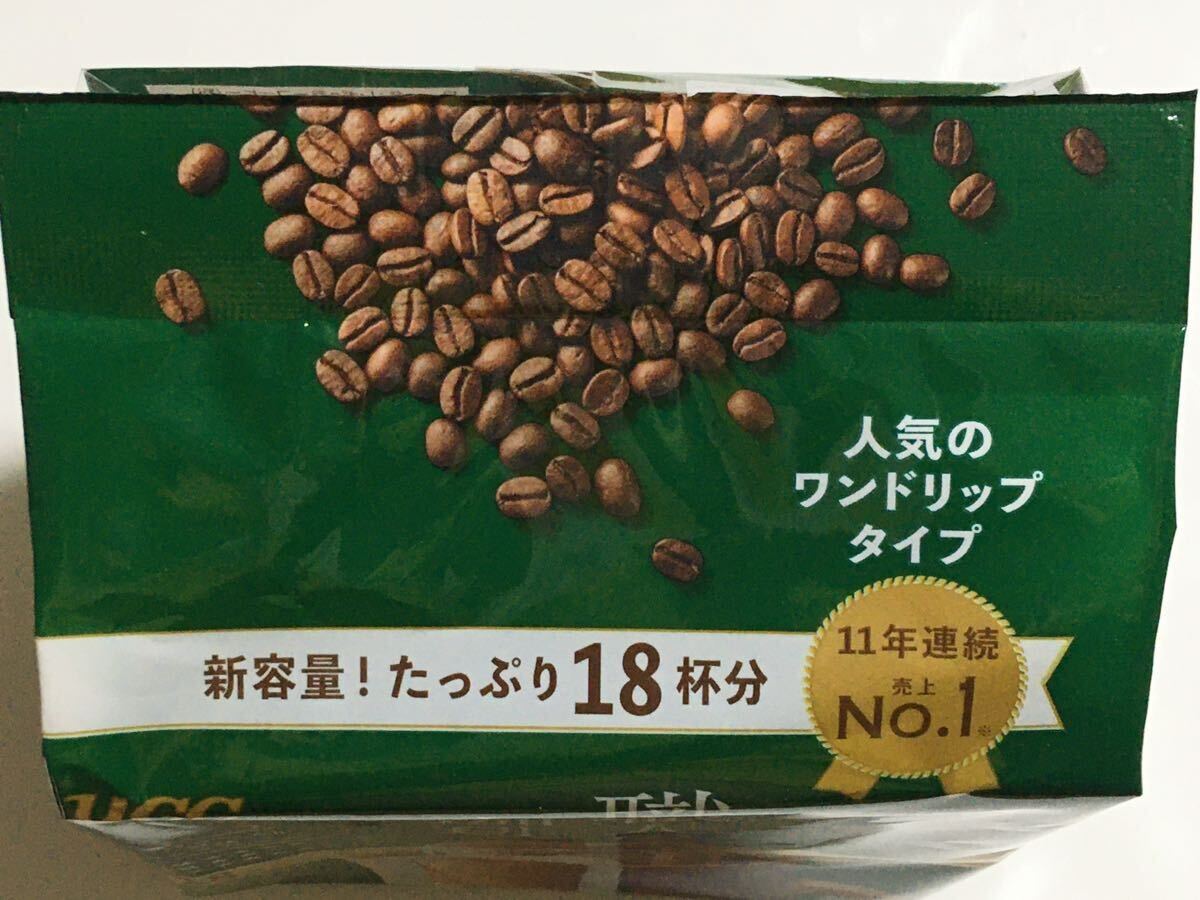 人気の
ワンドリップ
タイプ
新容量!たっぷり18杯分
11年連続
売上
No.1※
ucc